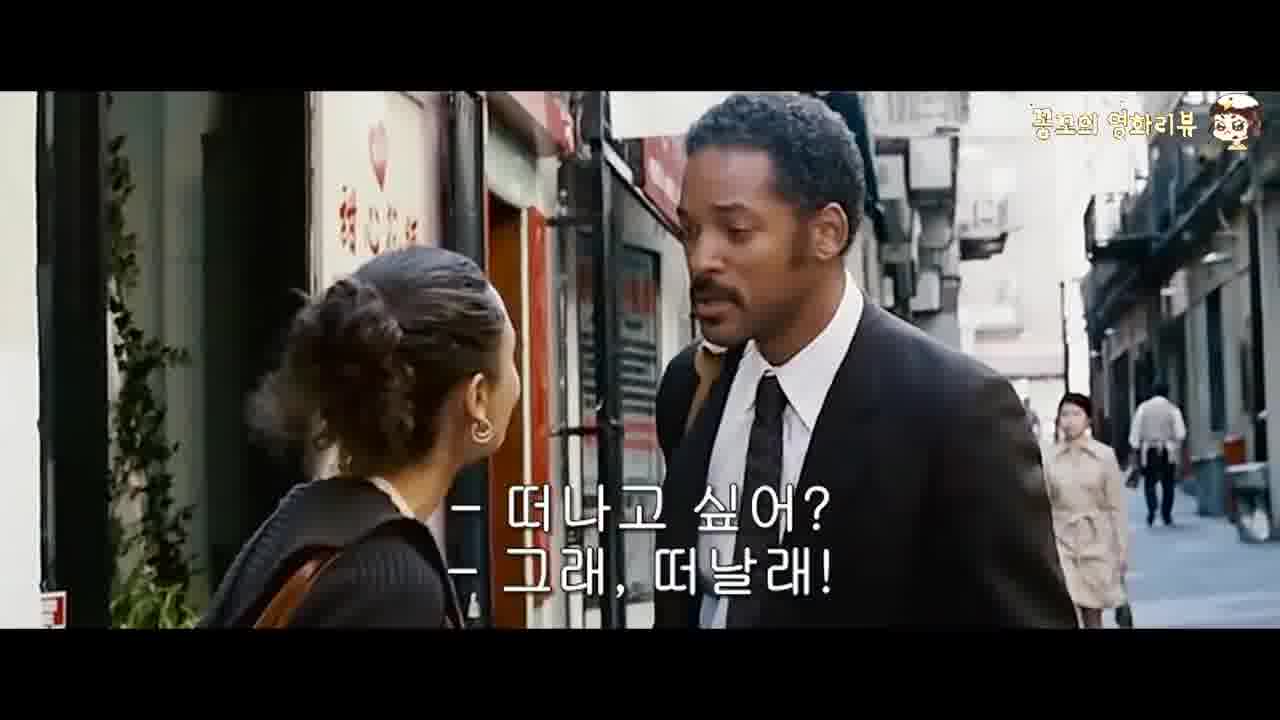 꽁꼬의 영화리뷰
- 떠나고 싶어?
- 그래, 떠날래!